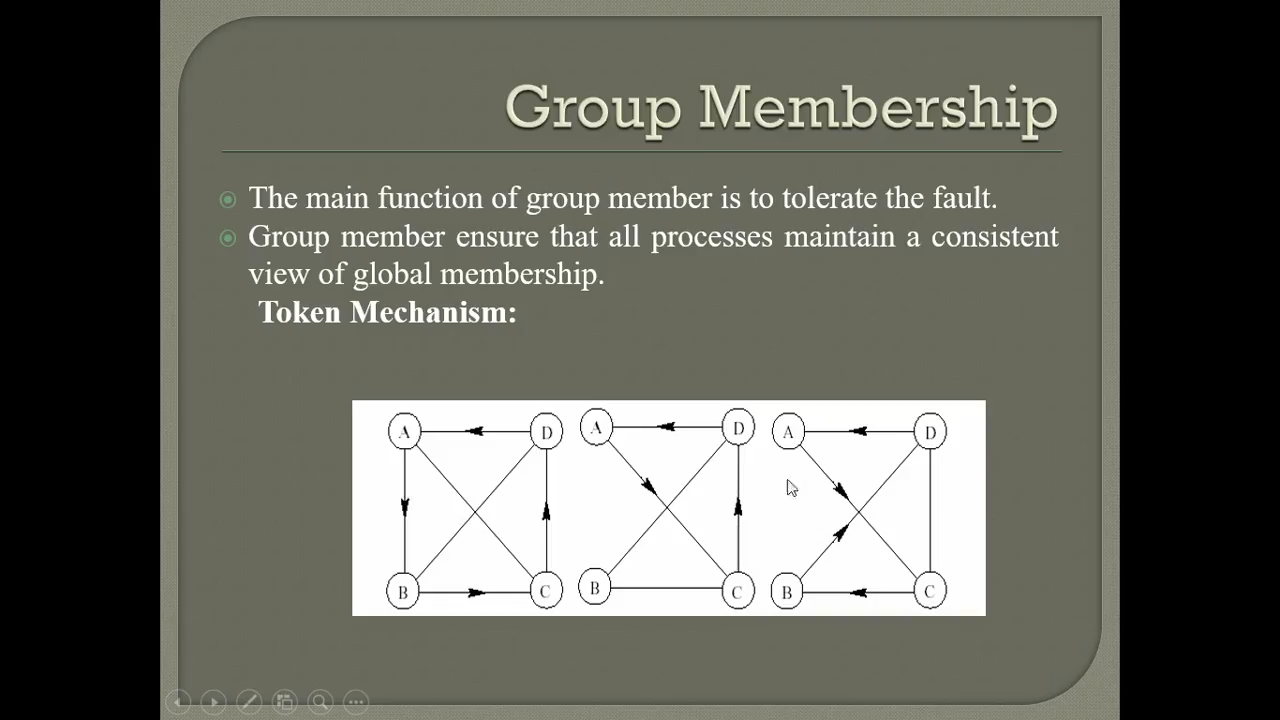 Group Membership
The main function of group member is to tolerate the fault.
Group member ensure that all processes maintain a consistent
view of global membership.
Token Mechanism:
A D A D A D
B C B C B C